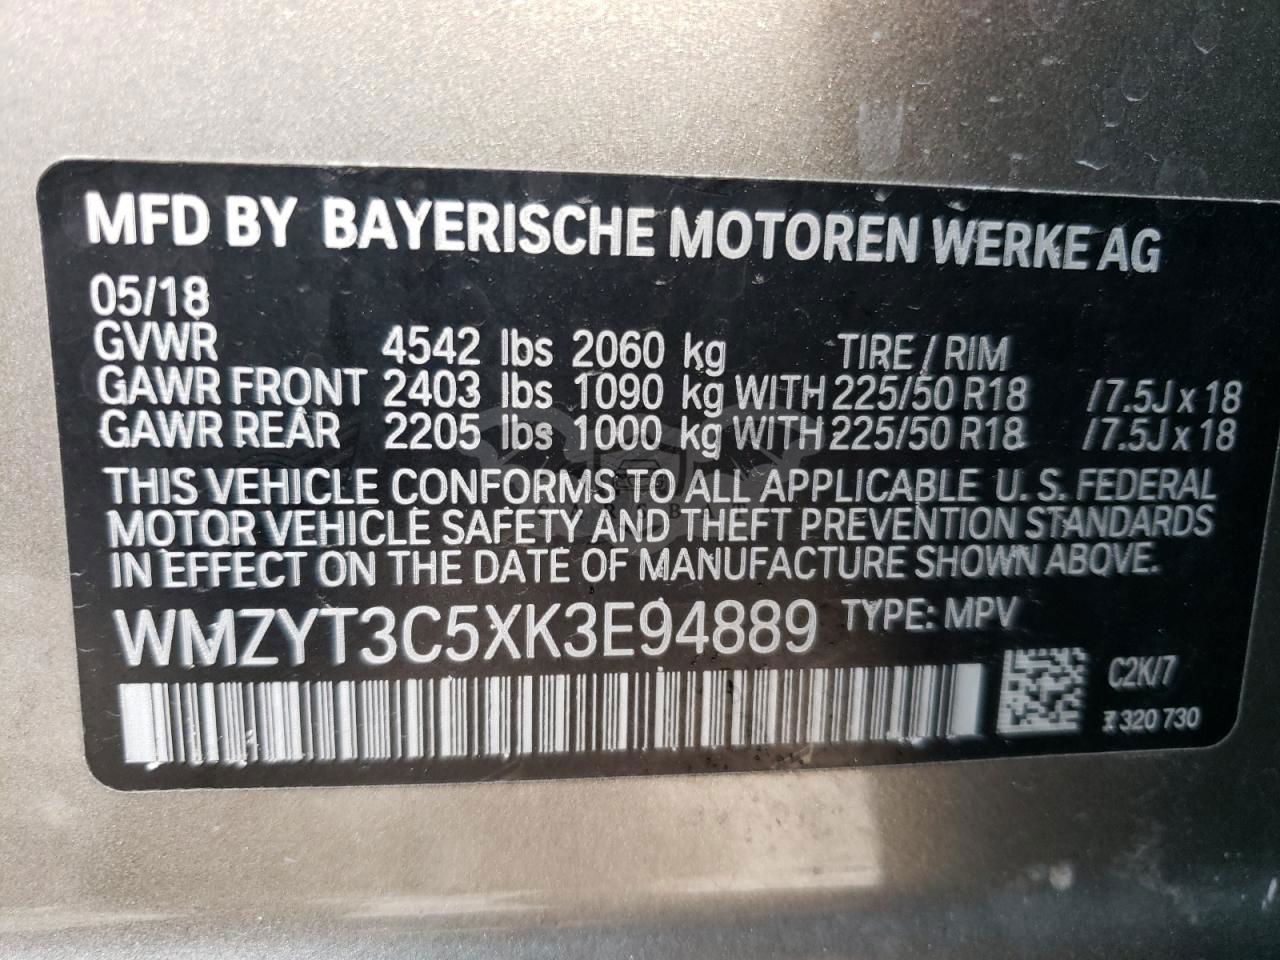 MFD BY BAYERISCHE MOTOREN WERKE AG
05/18
GVWR 4542 lbs 2060 kg TIRE / RIM
GAWR FRONT 2403 lbs 1090 kg WITH 225/50 R18 /7.5J x 18
GAWR REAR 2205 lbs 1000 kg WITH 225/50 R18 /7.5J x 18
THIS VEHICLE CONFORMS TO ALL APPLICABLE U. S. FEDERAL
MOTOR VEHICLE SAFETY AND THEFT PREVENTION STANDARDS
IN EFFECT ON THE DATE OF MANUFACTURE SHOWN ABOVE.
WMZYT3C5XK3E94889 TYPE: MPV
C2K/7
7 320 730